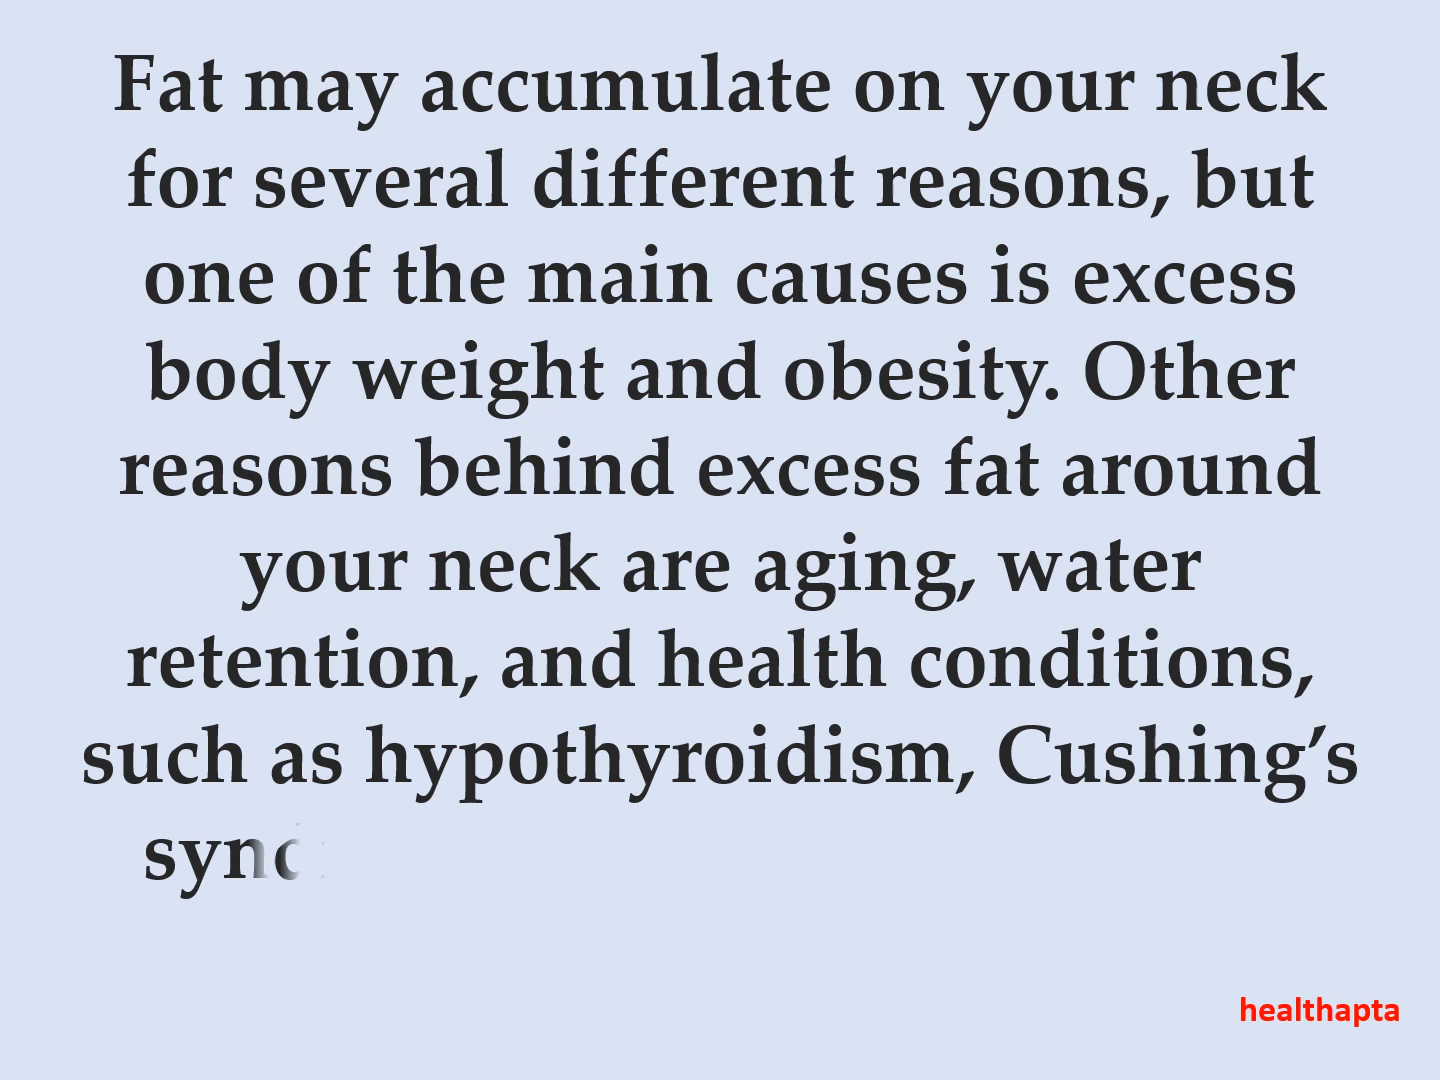 Fat may accumulate on your neck
for several different reasons, but
one of the main causes is excess
body weight and obesity. Other
reasons behind excess fat around
your neck are aging, water
retention, and health conditions,
such as hypothyroidism, Cushing’s
healthapta